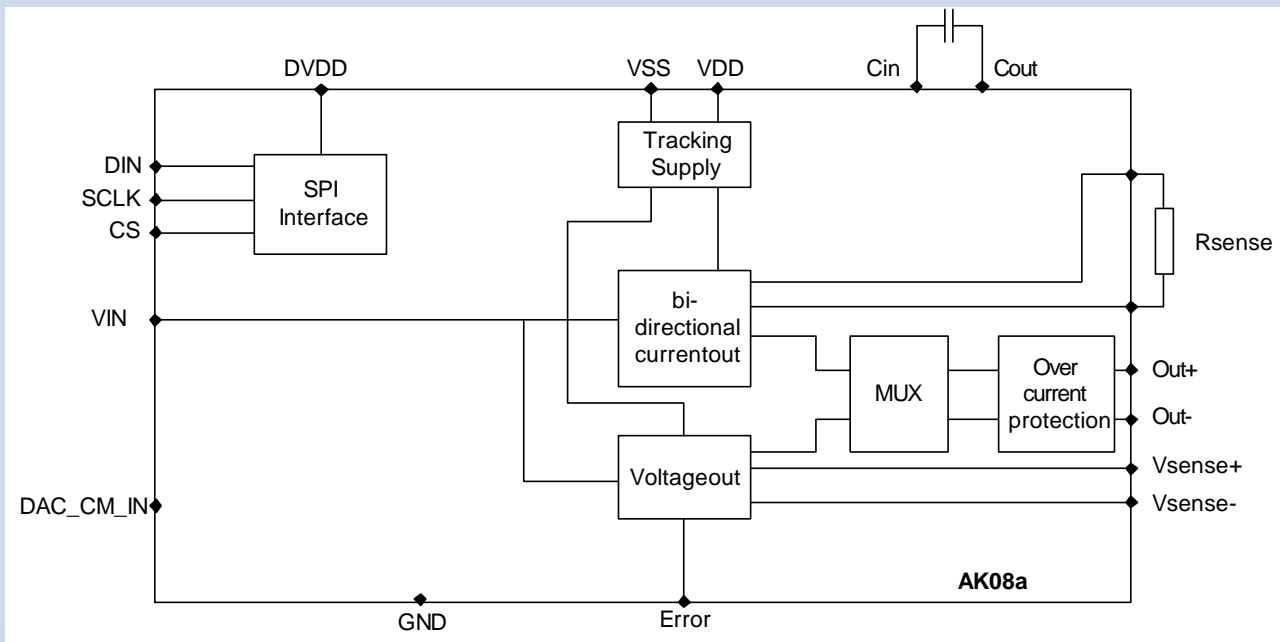 DVDD
VSS
VDD
Cin
Cout
Tracking
Supply
DIN
SCLK
CS
SPI
Interface
Rsense
VIN
bi-
directional
currentout
MUX
Over
current
protection
Out+
Out-
Voltageout
Vsense+
Vsense-
DAC_CM_IN
AK08a
GND
Error